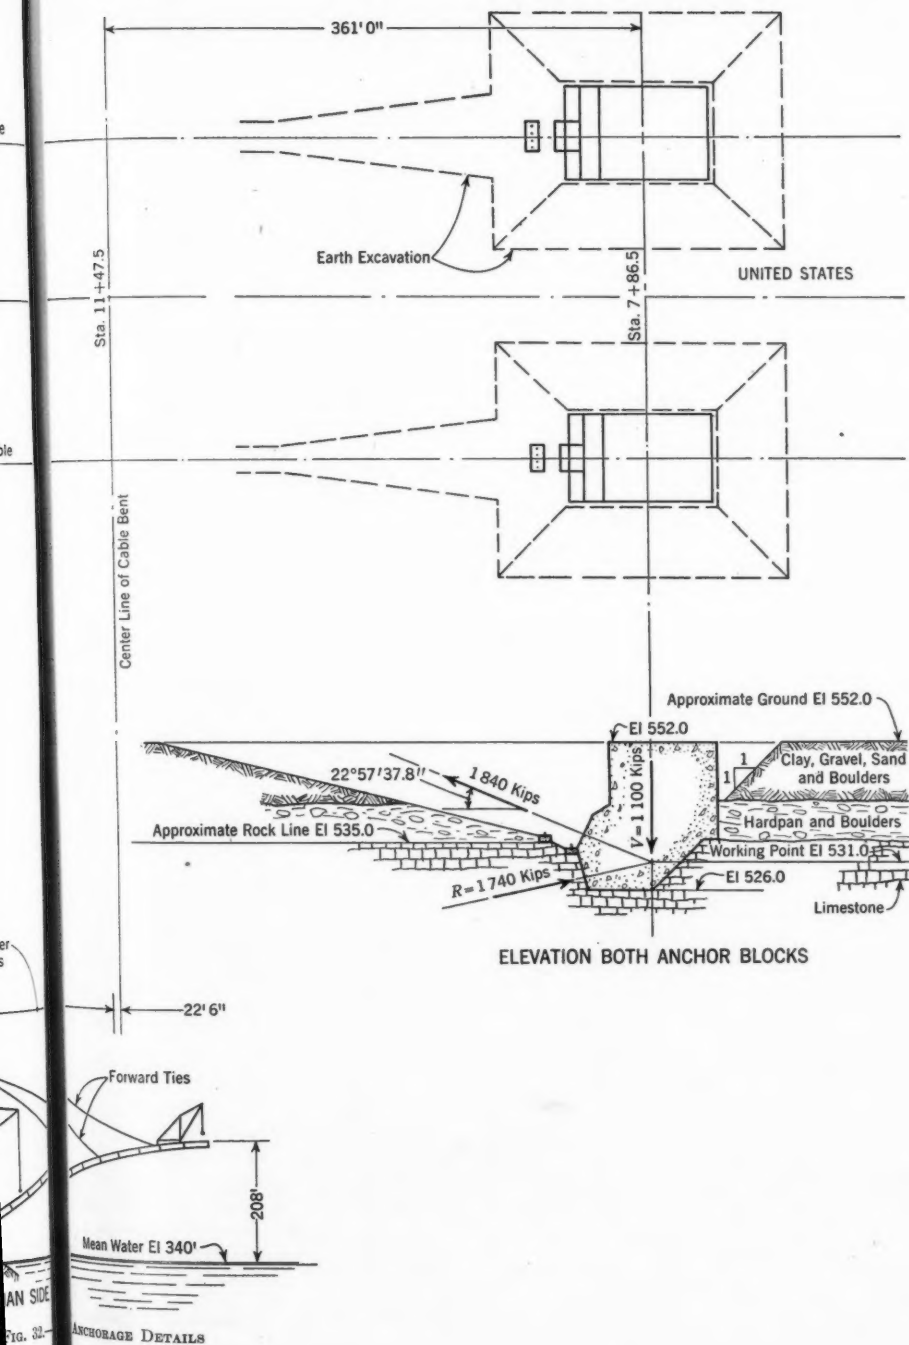 361'0"
Earth Excavation
UNITED STATES
Sta. 11+47.5
Sta. 7+86.5
Center Line of Cable Bent
Approximate Ground El 552.0
El 552.0
1
1
Clay, Gravel, Sand
and Boulders
22°57'37.8"
1840 Kips
V=1100 Kips
Hardpan and Boulders
Approximate Rock Line El 535.0
Working Point El 531.0
R=1740 Kips
El 526.0
Limestone
ELEVATION BOTH ANCHOR BLOCKS
22'6"
Forward Ties
208'
Mean Water El 340'
SIDE
FIG. 32.— ANCHORAGE DETAILS